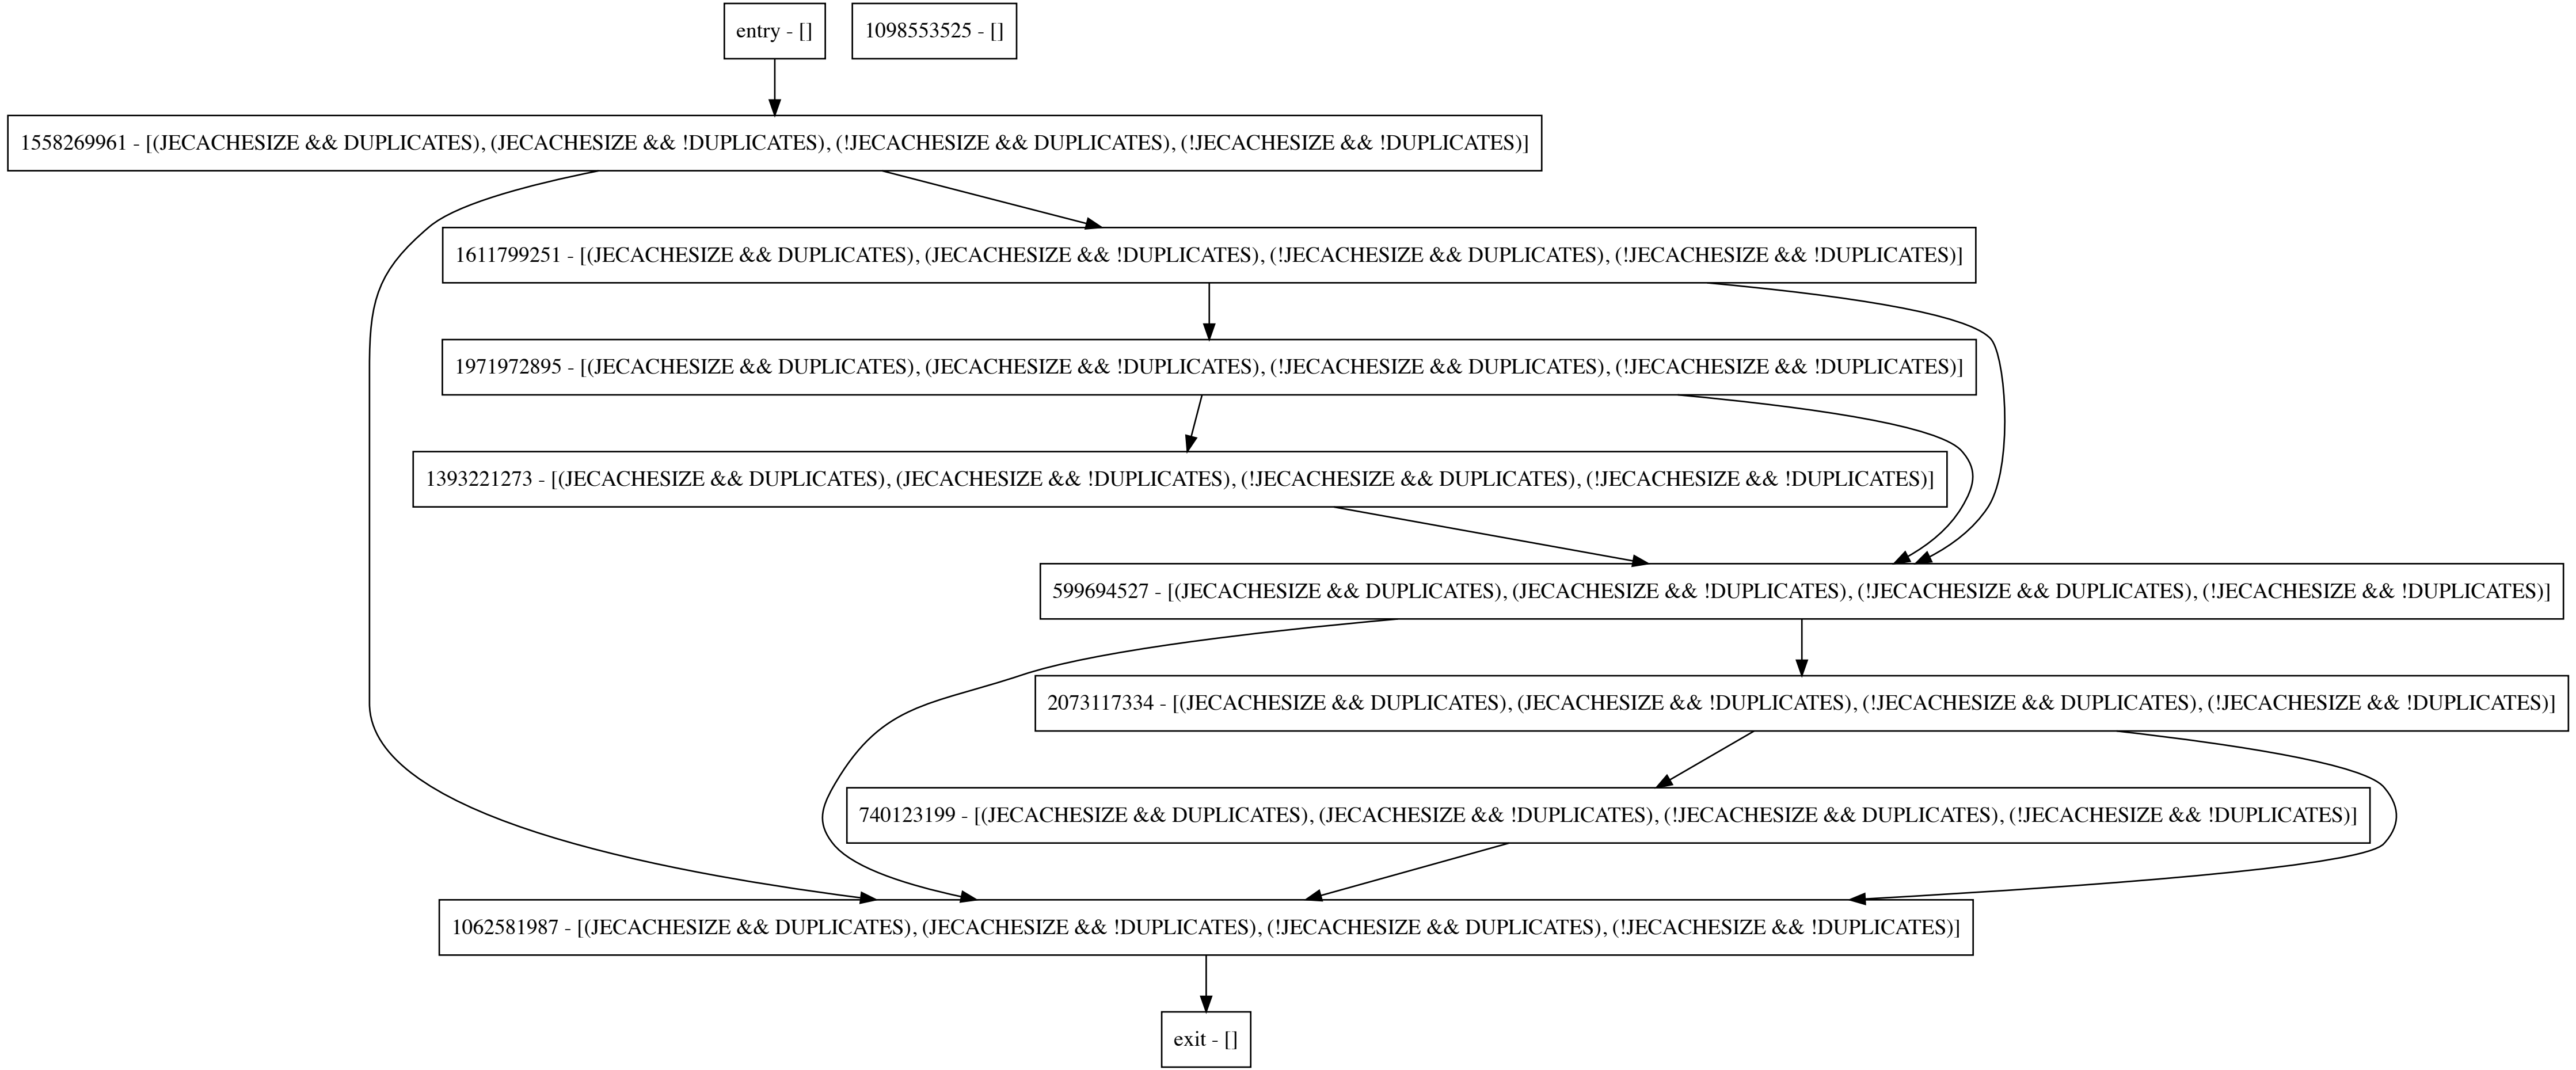 entry - []
1098553525 - []
1558269961 - [(JECACHESIZE && DUPLICATES), (JECACHESIZE && !DUPLICATES), (!JECACHESIZE && DUPLICATES), (!JECACHESIZE && !DUPLICATES)]
1611799251 - [(JECACHESIZE && DUPLICATES), (JECACHESIZE && !DUPLICATES), (!JECACHESIZE && DUPLICATES), (!JECACHESIZE && !DUPLICATES)]
1971972895 - [(JECACHESIZE && DUPLICATES), (JECACHESIZE && !DUPLICATES), (!JECACHESIZE && DUPLICATES), (!JECACHESIZE && !DUPLICATES)]
1393221273 - [(JECACHESIZE && DUPLICATES), (JECACHESIZE && !DUPLICATES), (!JECACHESIZE && DUPLICATES), (!JECACHESIZE && !DUPLICATES)]
599694527 - [(JECACHESIZE && DUPLICATES), (JECACHESIZE && !DUPLICATES), (!JECACHESIZE && DUPLICATES), (!JECACHESIZE && !DUPLICATES)]
2073117334 - [(JECACHESIZE && DUPLICATES), (JECACHESIZE && !DUPLICATES), (!JECACHESIZE && DUPLICATES), (!JECACHESIZE && !DUPLICATES)]
740123199 - [(JECACHESIZE && DUPLICATES), (JECACHESIZE && !DUPLICATES), (!JECACHESIZE && DUPLICATES), (!JECACHESIZE && !DUPLICATES)]
1062581987 - [(JECACHESIZE && DUPLICATES), (JECACHESIZE && !DUPLICATES), (!JECACHESIZE && DUPLICATES), (!JECACHESIZE && !DUPLICATES)]
exit - []